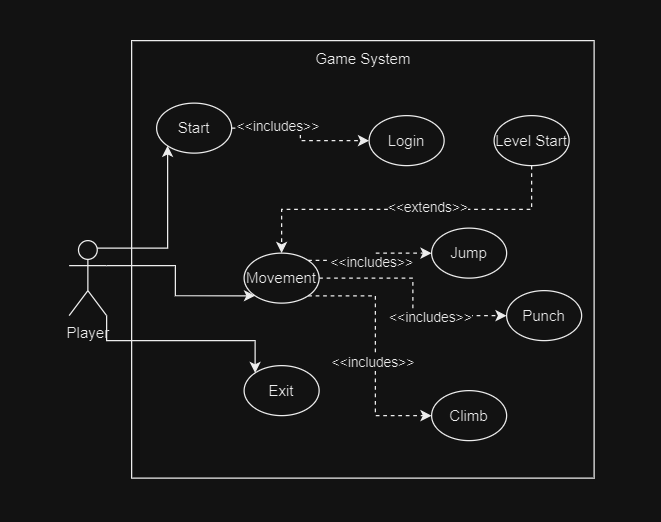 Game System
Start
<<includes>>
Login
Level Start
<<extends>>
Movement
<<includes>>
Jump
<<includes>>
Punch
Player
<<includes>>
Exit
Climb